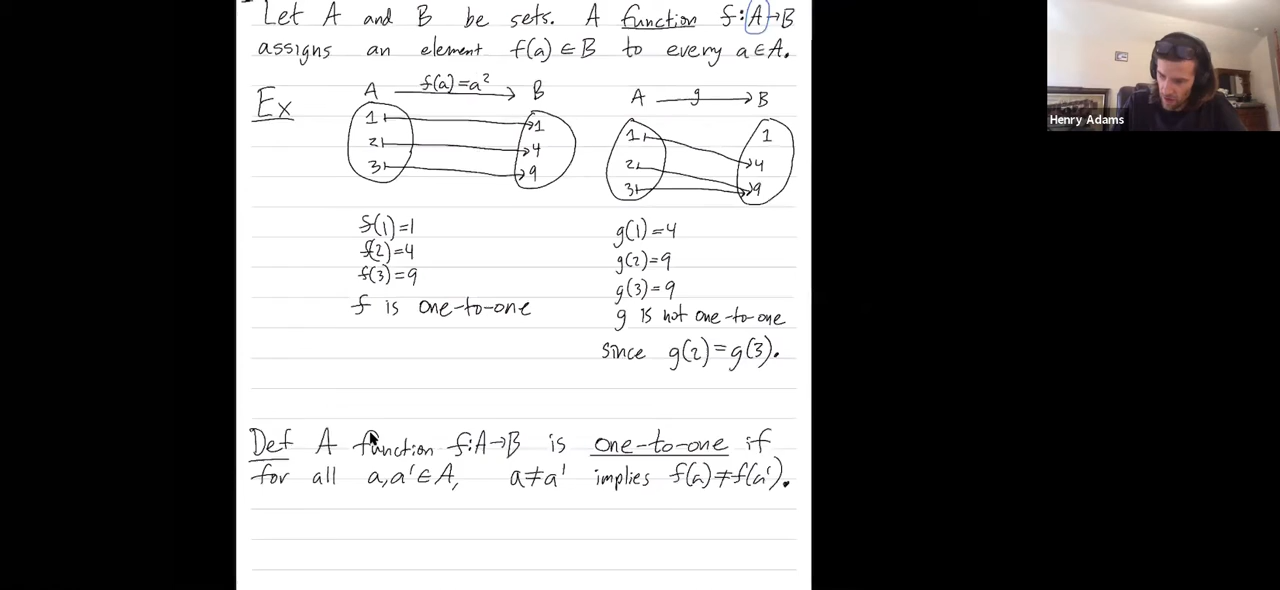 Let A and B be sets. A function f:A→B
assigns an element f(a)∈B to every a∈A.
Ex
A f(a)=a² B
1 1
2 4
3 9
f(1)=1
f(2)=4
f(3)=9
f is one-to-one
A g B
1 1
2 4
3 9
g(1)=4
g(2)=9
g(3)=9
g is not one-to-one
since g(2)=g(3).
Def A function f:A→B is one-to-one if
for all a,a'∈A, a≠a' implies f(a)≠f(a').
Henry Adams